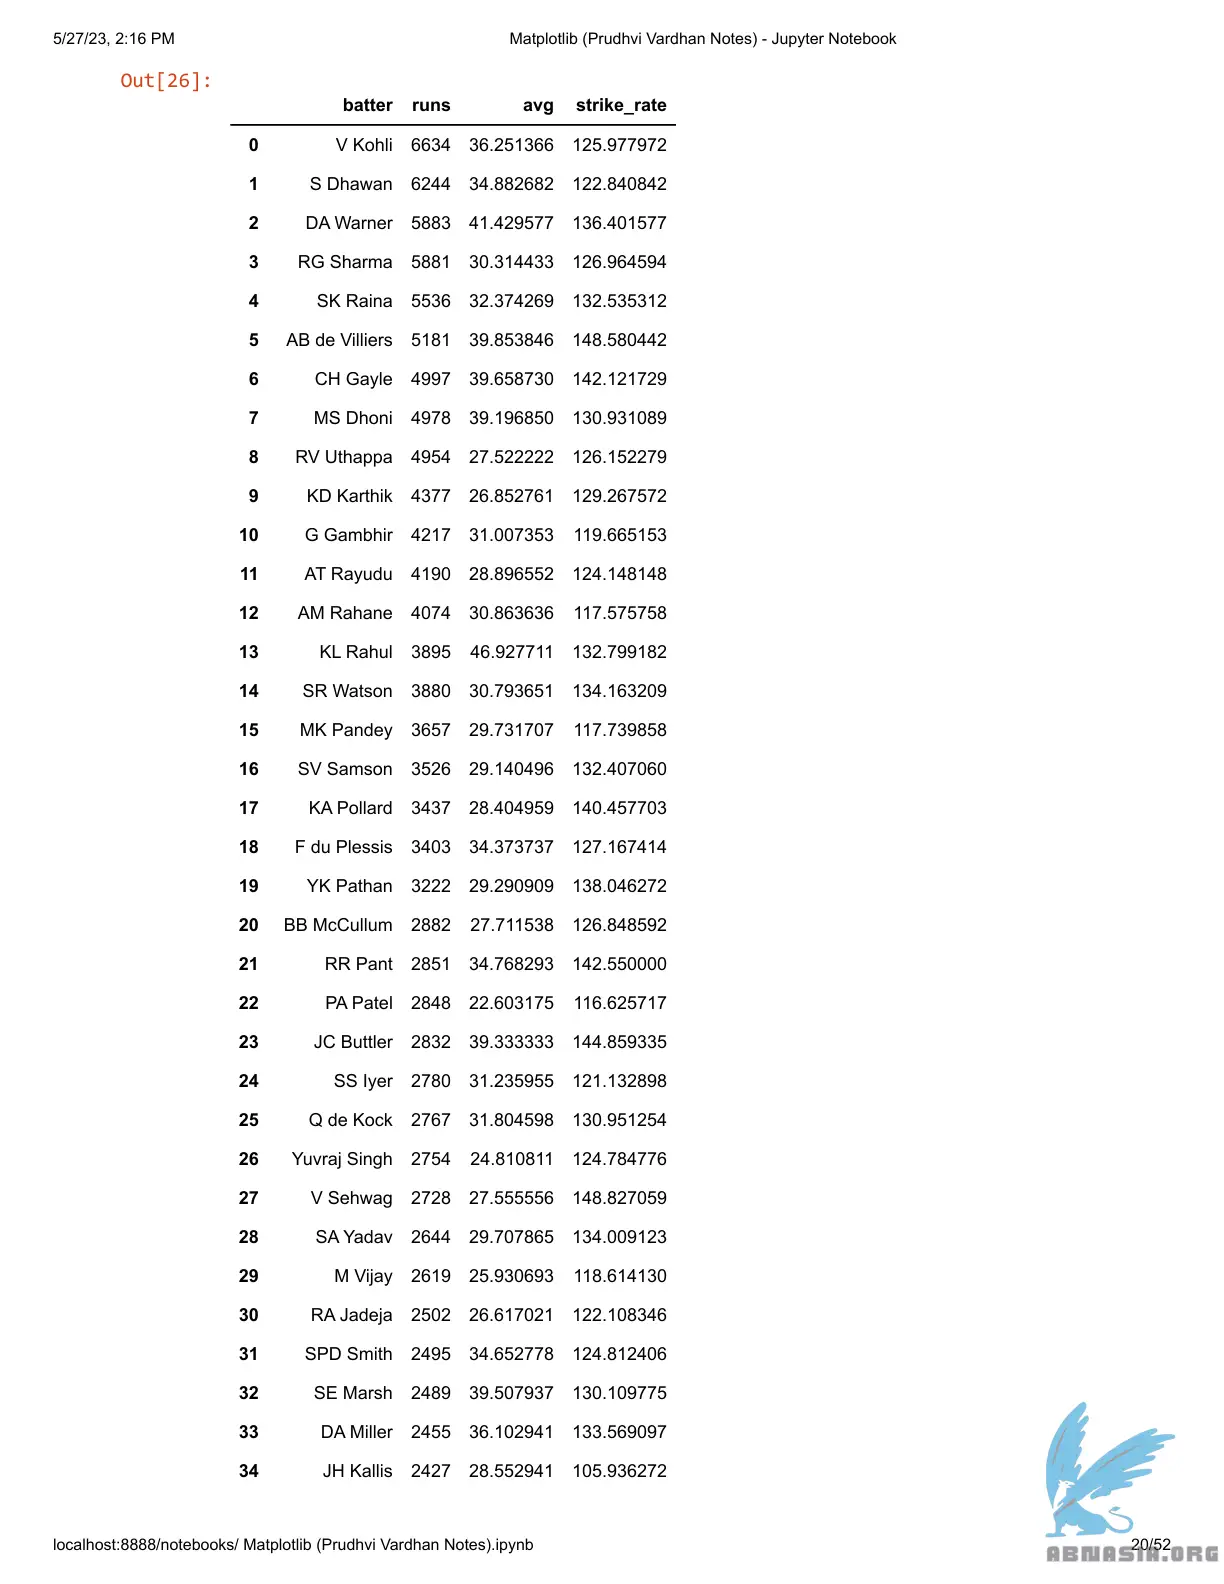 5/27/23, 2:16 PM Matplotlib (Prudhvi Vardhan Notes) - Jupyter Notebook
Out[26]:
batter runs avg strike_rate
0 V Kohli 6634 36.251366 125.977972
1 S Dhawan 6244 34.882682 122.840842
2 DA Warner 5883 41.429577 136.401577
3 RG Sharma 5881 30.314433 126.964594
4 SK Raina 5536 32.374269 132.535312
5 AB de Villiers 5181 39.853846 148.580442
6 CH Gayle 4997 39.658730 142.121729
7 MS Dhoni 4978 39.196850 130.931089
8 RV Uthappa 4954 27.522222 126.152279
9 KD Karthik 4377 26.852761 129.267572
10 G Gambhir 4217 31.007353 119.665153
11 AT Rayudu 4190 28.896552 124.148148
12 AM Rahane 4074 30.863636 117.575758
13 KL Rahul 3895 46.927711 132.799182
14 SR Watson 3880 30.793651 134.163209
15 MK Pandey 3657 29.731707 117.739858
16 SV Samson 3526 29.140496 132.407060
17 KA Pollard 3437 28.404959 140.457703
18 F du Plessis 3403 34.373737 127.167414
19 YK Pathan 3222 29.290909 138.046272
20 BB McCullum 2882 27.711538 126.848592
21 RR Pant 2851 34.768293 142.550000
22 PA Patel 2848 22.603175 116.625717
23 JC Buttler 2832 39.333333 144.859335
24 SS Iyer 2780 31.235955 121.132898
25 Q de Kock 2767 31.804598 130.951254
26 Yuvraj Singh 2754 24.810811 124.784776
27 V Sehwag 2728 27.555556 148.827059
28 SA Yadav 2644 29.707865 134.009123
29 M Vijay 2619 25.930693 118.614130
30 RA Jadeja 2502 26.617021 122.108346
31 SPD Smith 2495 34.652778 124.812406
32 SE Marsh 2489 39.507937 130.109775
33 DA Miller 2455 36.102941 133.569097
34 JH Kallis 2427 28.552941 105.936272
localhost:8888/notebooks/ Matplotlib (Prudhvi Vardhan Notes).ipynb 20/52
ABNASIA.ORG